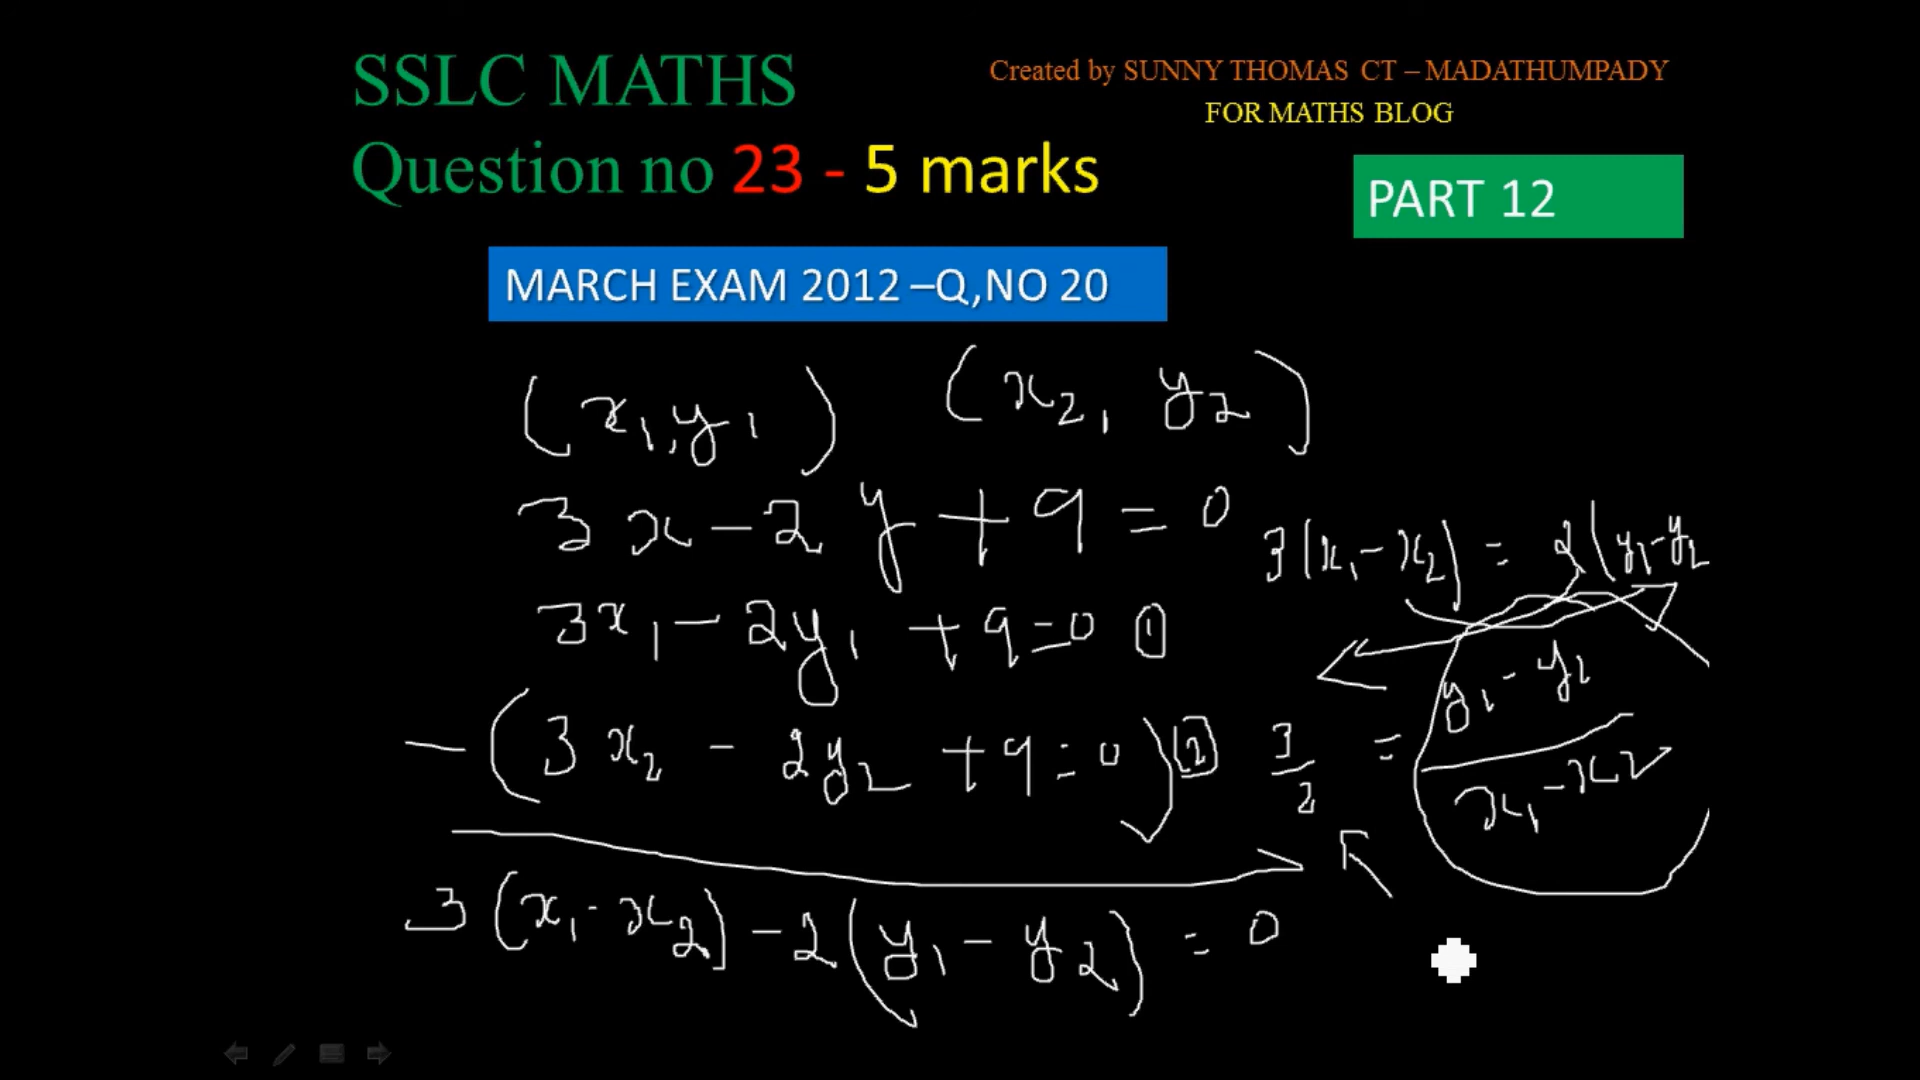 SSLC MATHS
Created by SUNNY THOMAS CT – MADATHUMPADY
FOR MATHS BLOG
Question no 23 - 5 marks
PART 12
MARCH EXAM 2012 –Q,NO 20
(x₁,y₁) (x₂, y₂)
3x-2y+9=0
3(x₁-x₂) = 2(y₁-y₂
3x₁-2y₁+9=0 ①
-(3x₂-2y₂+9=0) 2
3/2 = y₁-y₂/x₁-x₂
3(x₁-x₂)-2(y₁-y₂)=0